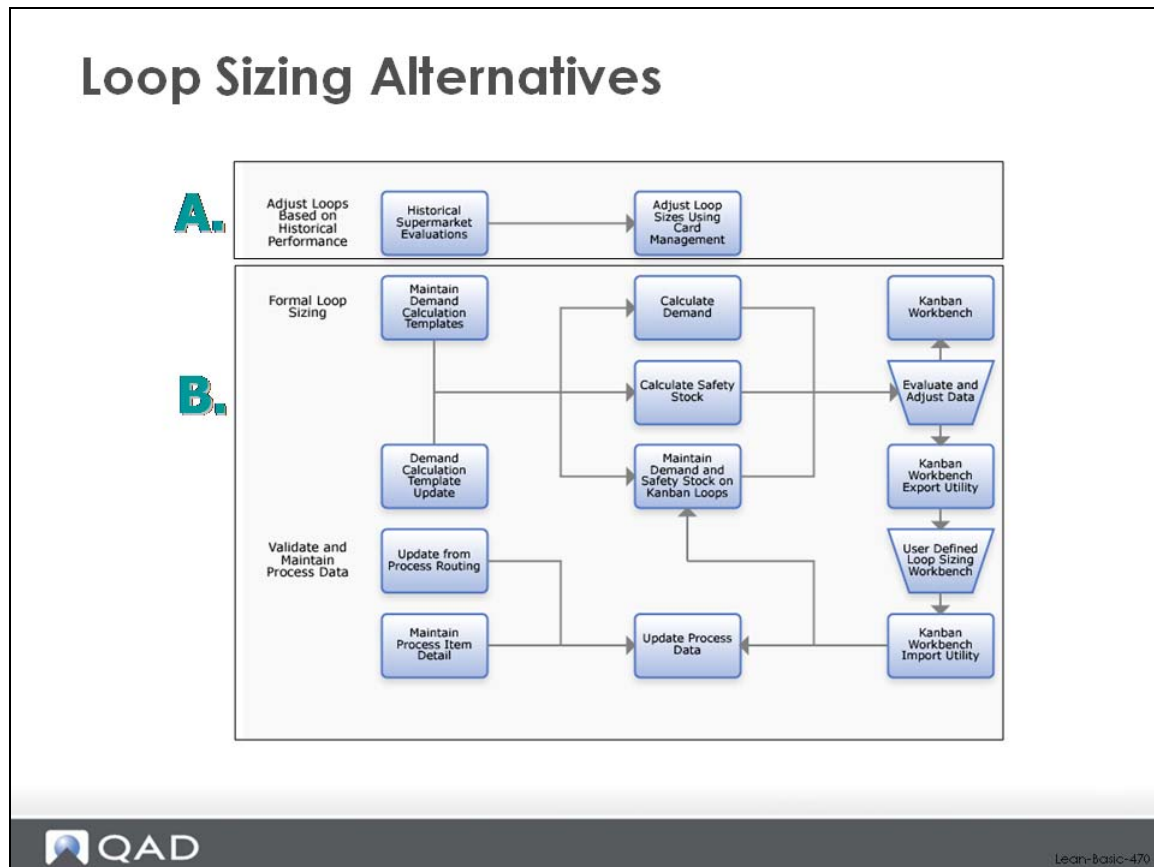 Loop Sizing Alternatives
A.
Adjust Loops
Based on
Historical
Performance
Historical
Supermarket
Evaluations
Adjust Loop
Sizes Using
Card
Management
B.
Formal Loop
Sizing
Maintain
Demand
Calculation
Templates
Calculate
Demand
Kanban
Workbench
Calculate Safety
Stock
Evaluate and
Adjust Data
Demand
Calculation
Template
Update
Maintain
Demand and
Safety Stock on
Kanban Loops
Kanban
Workbench
Export Utility
Validate and
Maintain
Process Data
Update from
Process Routing
User Defined
Loop Sizing
Workbench
Maintain
Process Item
Detail
Update Process
Data
Kanban
Workbench
Import Utility
QAD
Lean-Basic-470